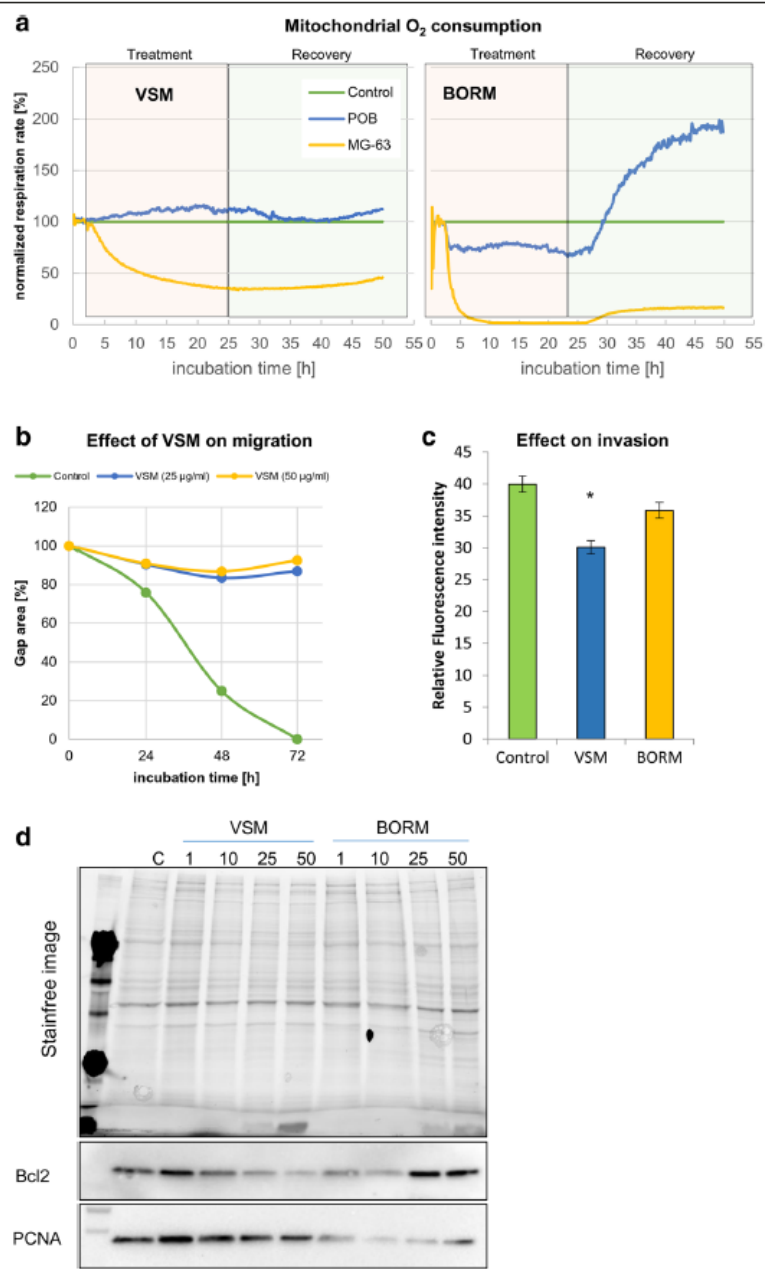 a
Mitochondrial O₂ consumption
Treatment Recovery Treatment Recovery
normalized respiration rate [%]
250
200
150
100
50
0
VSM
Control
POB
MG-63
BORM
0 5 10 15 20 25 30 35 40 45 50 55
0 5 10 15 20 25 30 35 40 45 50 55
incubation time [h] incubation time [h]
b
Effect of VSM on migration
Control VSM (25 µg/ml) VSM (50 µg/ml)
Gap area [%]
120
100
80
60
40
20
0
0 24 48 72
incubation time [h]
c
Effect on invasion
Relative Fluorescence intensity
45
40
35
30
25
20
15
10
5
0
*
Control VSM BORM
d
VSM BORM
C 1 10 25 50 1 10 25 50
Stainfree image
Bcl2
PCNA